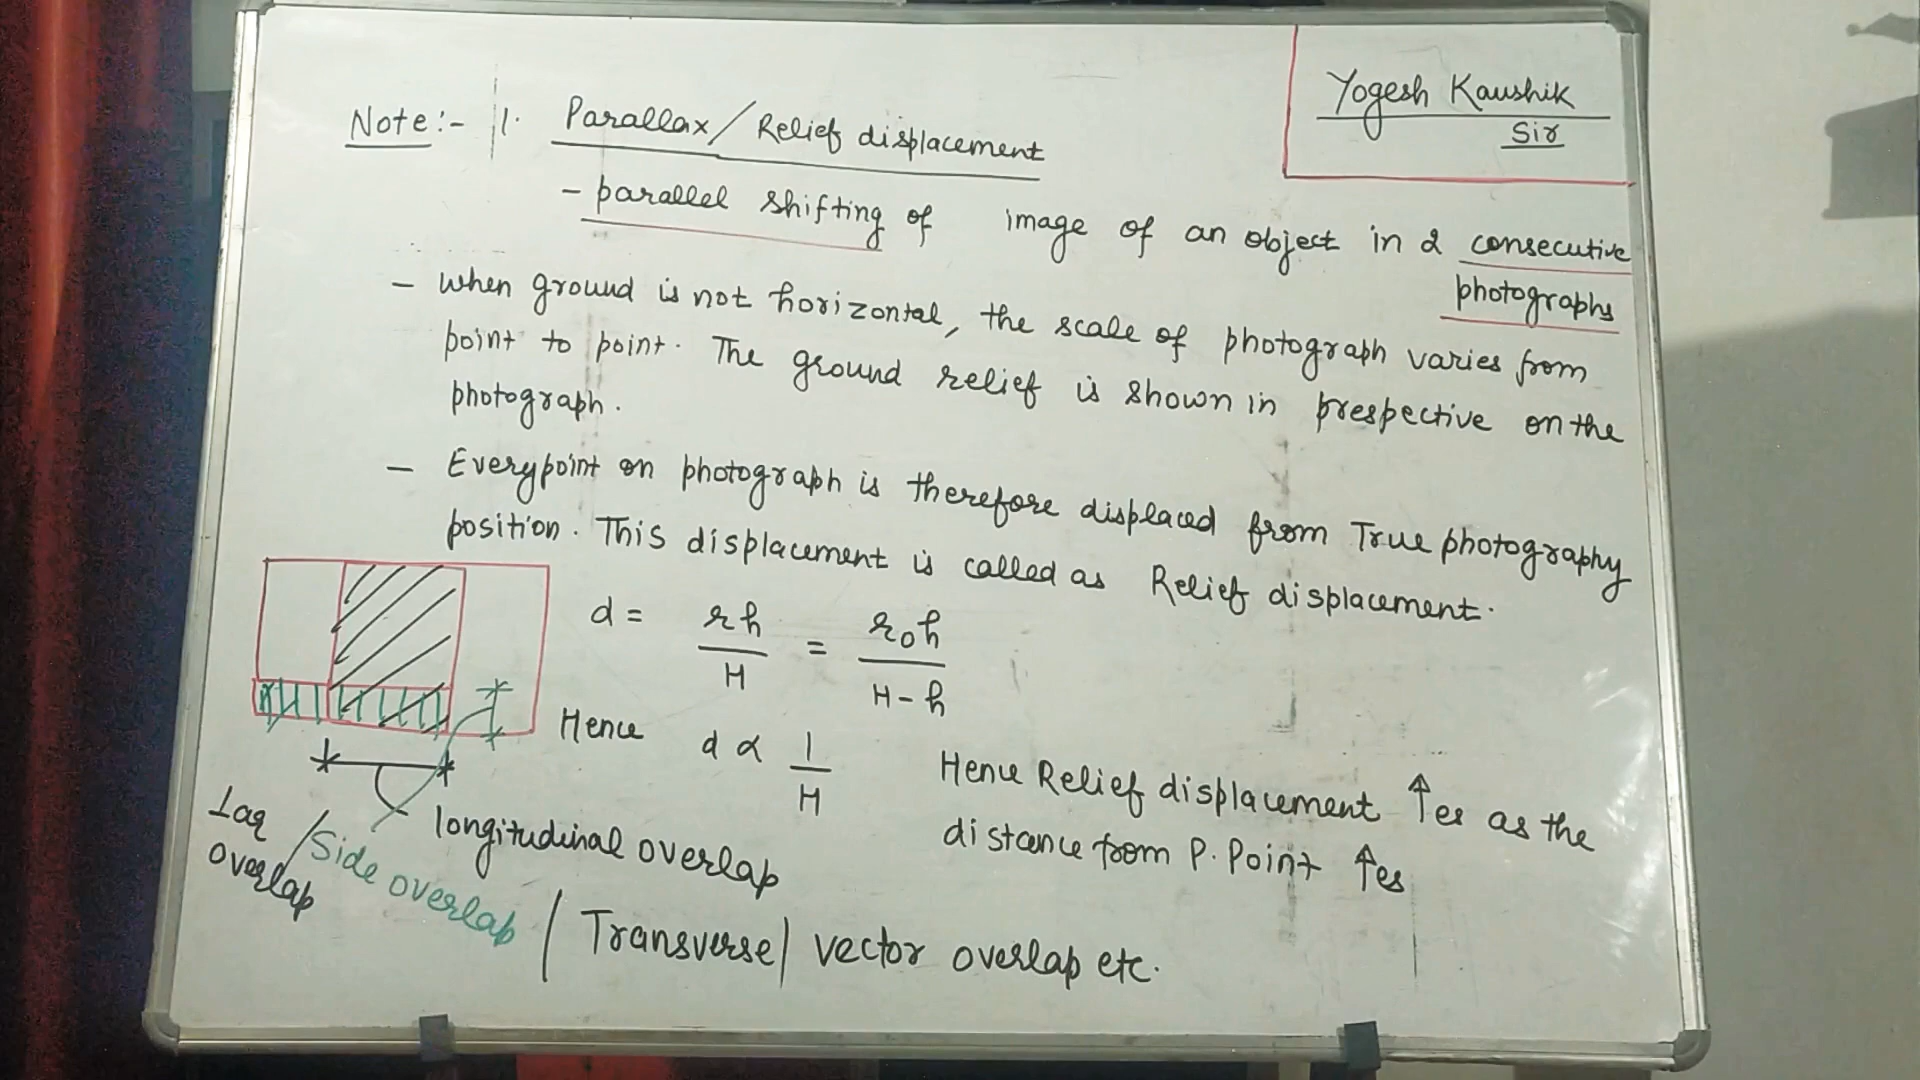 Yogesh Kaushik
Sir
Note:- 1. Parallax/Relief displacement
- parallel shifting of image of an object in 2 consecutive
photographs
- when ground is not horizontal, the scale of photograph varies from
point to point. The ground relief is shown in prespective on the
photograph.
- Everypoint on photograph is therefore displaced from True photography
position. This displacement is called as Relief displacement.
d = rh/H = r₀h/H-h
Hence d ∝ 1/H
Hence Relief displacement ↑es as the
distance from P. Point ↑es
longitudinal overlap
Laq
overlap
/Side overlap / Transverse/ vector overlap etc.